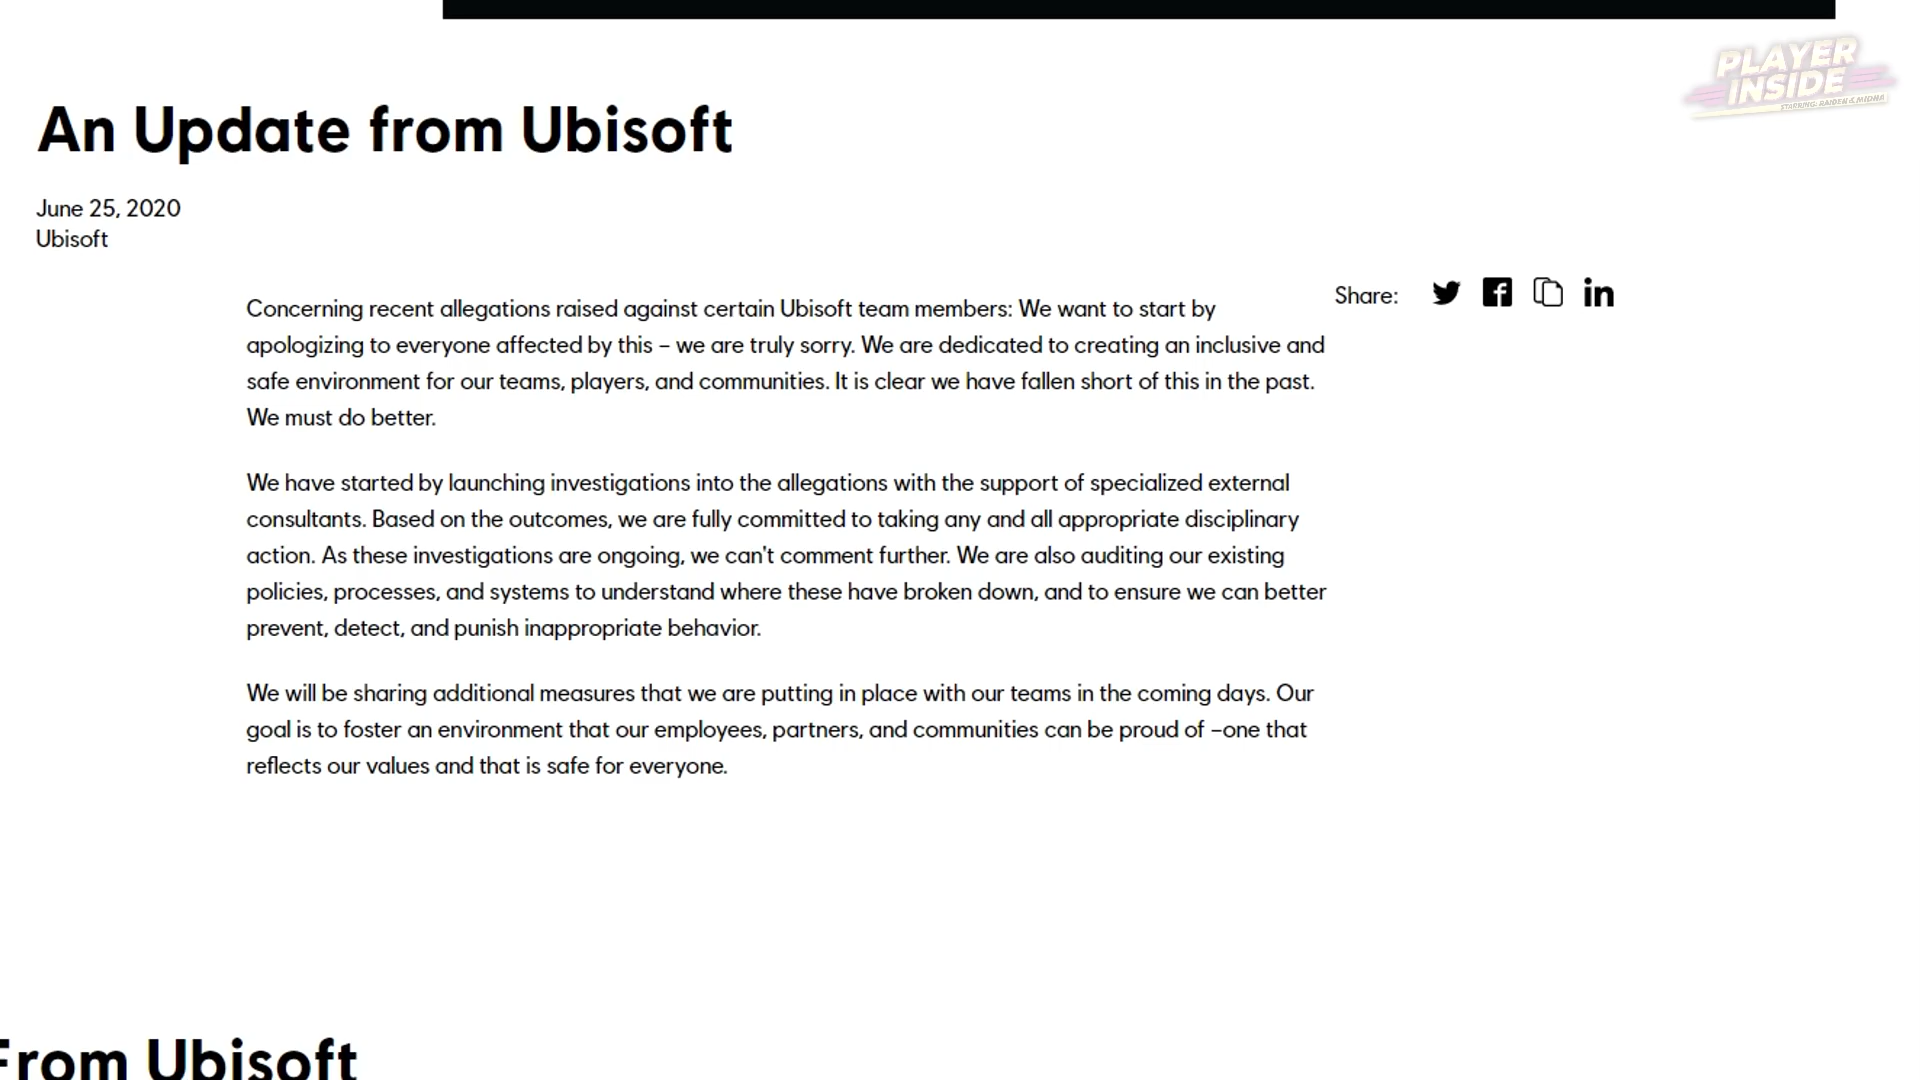 PLAYER
INSIDE
STARRING: RAIDEN & MIDNA
An Update from Ubisoft
June 25, 2020
Ubisoft
Share:
Concerning recent allegations raised against certain Ubisoft team members: We want to start by
apologizing to everyone affected by this – we are truly sorry. We are dedicated to creating an inclusive and
safe environment for our teams, players, and communities. It is clear we have fallen short of this in the past.
We must do better.
We have started by launching investigations into the allegations with the support of specialized external
consultants. Based on the outcomes, we are fully committed to taking any and all appropriate disciplinary
action. As these investigations are ongoing, we can't comment further. We are also auditing our existing
policies, processes, and systems to understand where these have broken down, and to ensure we can better
prevent, detect, and punish inappropriate behavior.
We will be sharing additional measures that we are putting in place with our teams in the coming days. Our
goal is to foster an environment that our employees, partners, and communities can be proud of –one that
reflects our values and that is safe for everyone.
From Ubisoft